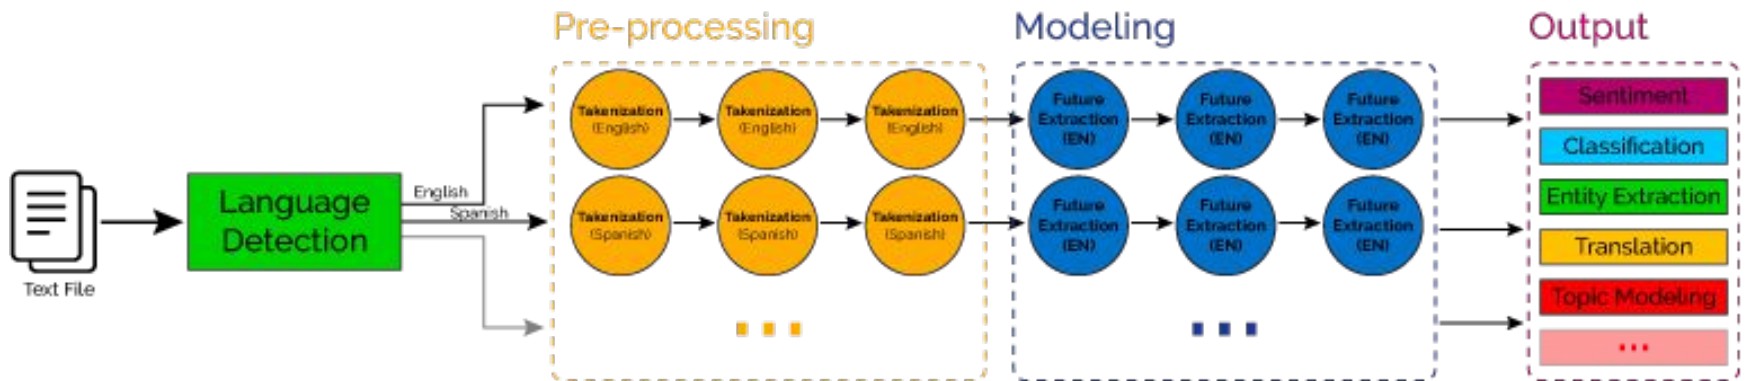 Pre-processing
Modeling
Output
Takenization
(English)
Takenization
(English)
Takenization
(English)
Future
Extraction
(EN)
Future
Extraction
(EN)
Future
Extraction
(EN)
Sentiment
Classification
Entity Extraction
Translation
Topic Modeling
...
Language
Detection
English
Spanish
Text File
Takenization
(Spanish)
Takenization
(Spanish)
Takenization
(Spanish)
Future
Extraction
(EN)
Future
Extraction
(EN)
Future
Extraction
(EN)
...
...